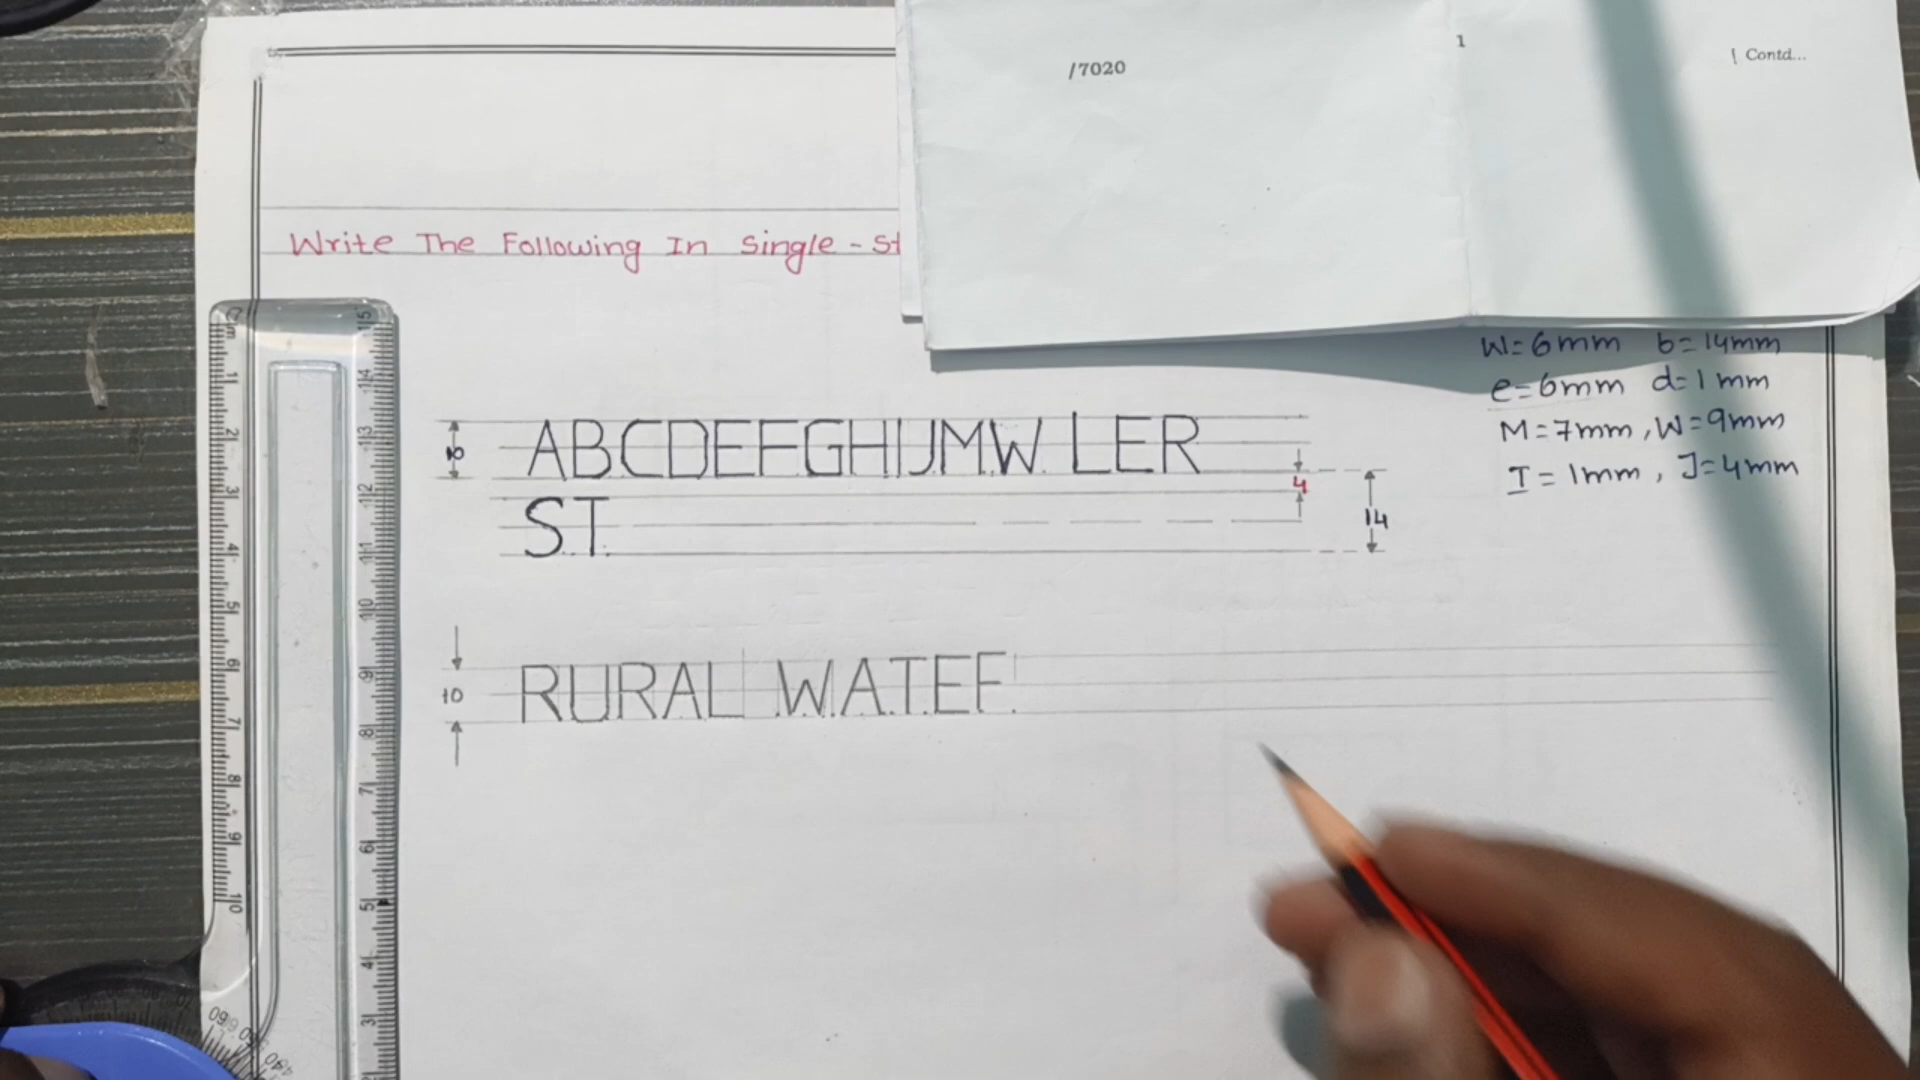 /7020
1
Contd...
Write The Following In Single - St
W=6mm b=14mm
e=6mm d=1mm
M=7mm, W=9mm
I = 1mm, J=4mm
ABCDEFGHIJMW LER
4
ST
14
10
RURAL WATEF